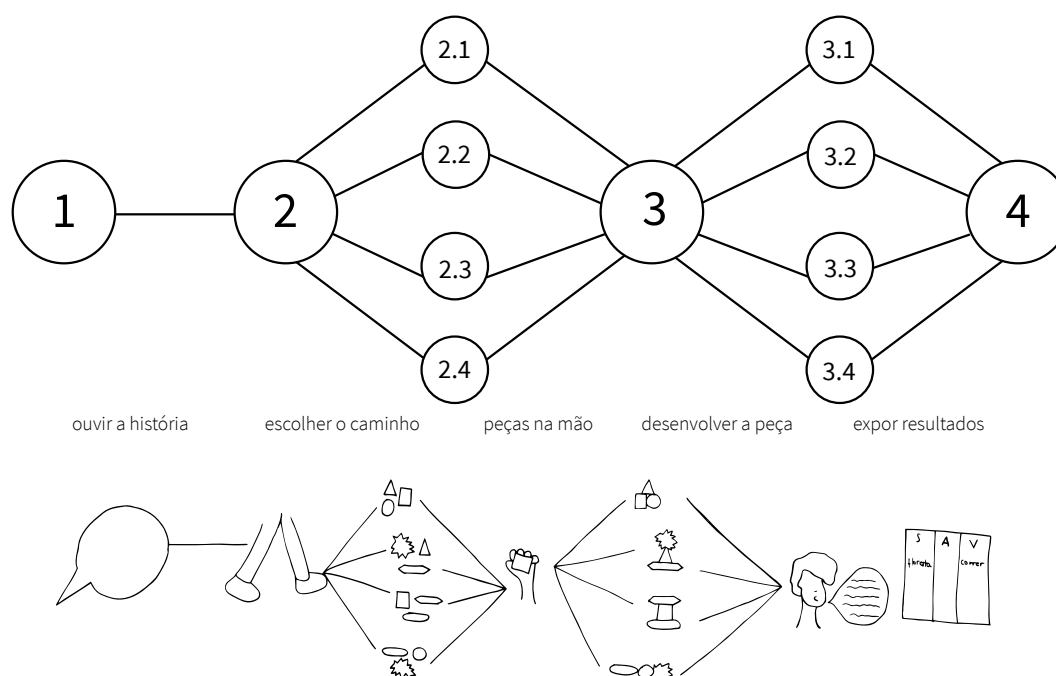 2.1
3.1
2.2
3.2
1
2
3
4
2.3
3.3
2.4
3.4
ouvir a história
escolher o caminho
peças na mão
desenvolver a peça
expor resultados
S A V
correr